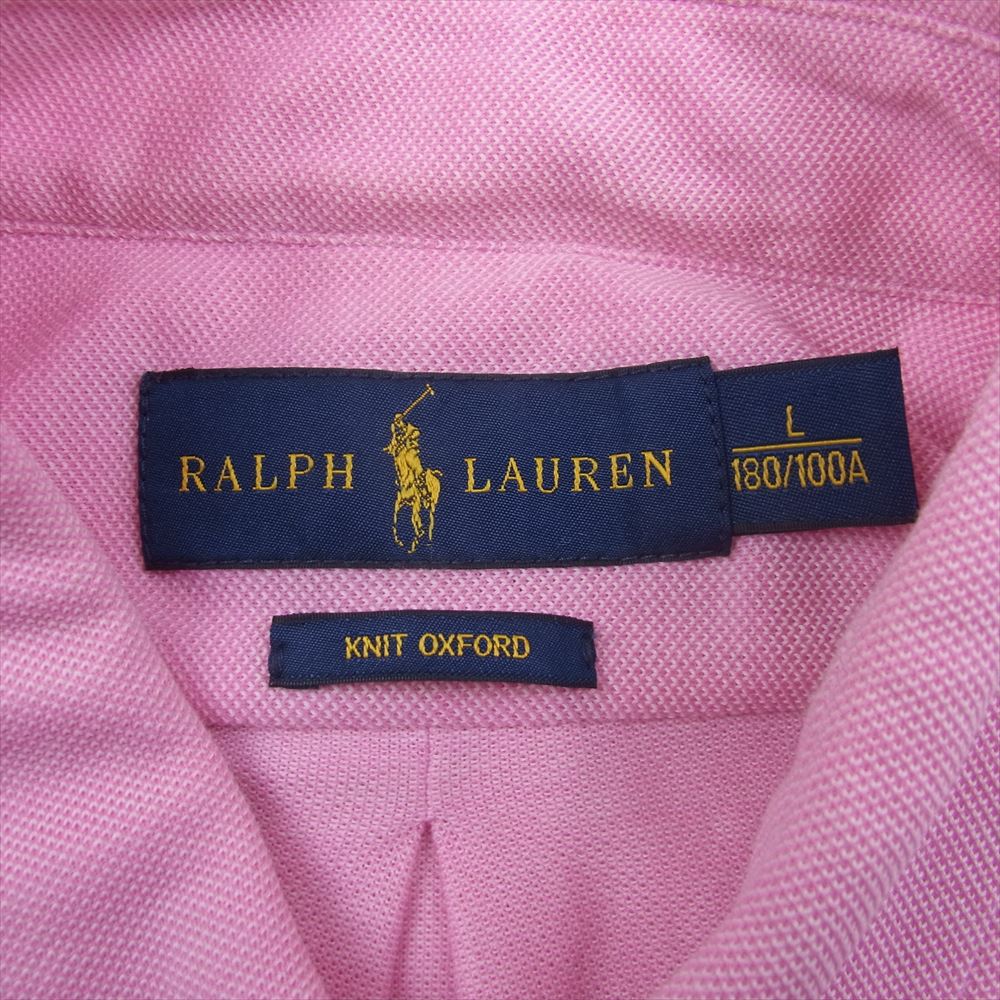 RALPH LAUREN
L
180/100A
KNIT OXFORD